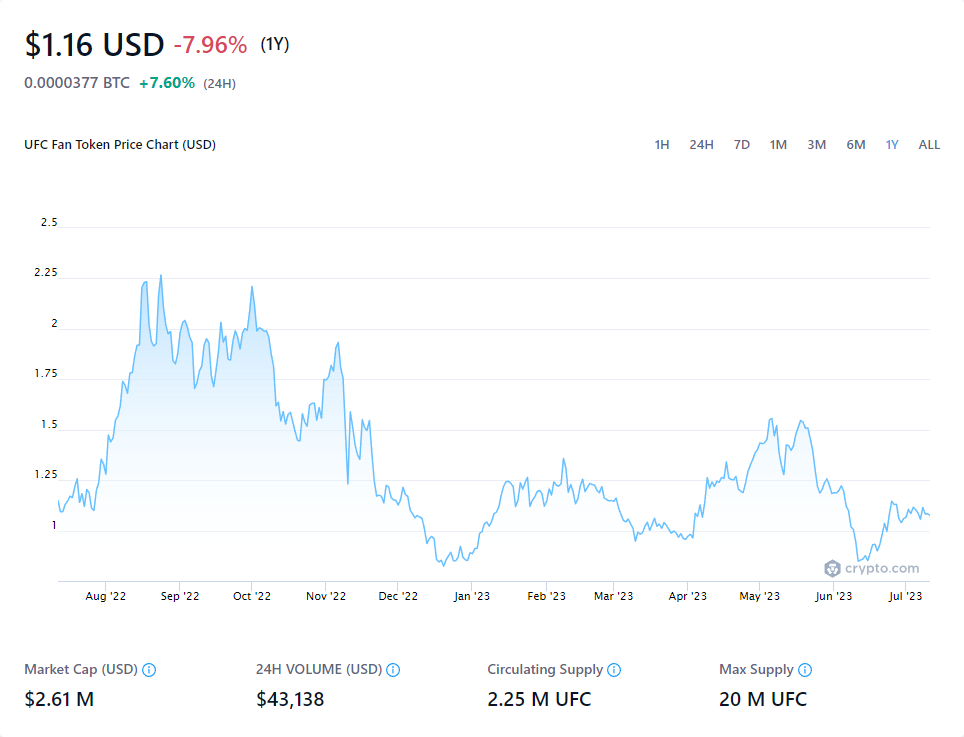 $1.16 USD -7.96% (1Y)
0.0000377 BTC +7.60% (24H)
UFC Fan Token Price Chart (USD) 1H 24H 7D 1M 3M 6M 1Y ALL
2.5
2.25
2
1.75
1.5
1.25
1
crypto.com
Aug '22 Sep '22 Oct '22 Nov '22 Dec '22 Jan '23 Feb '23 Mar '23 Apr '23 May '23 Jun '23 Jul '23
Market Cap (USD) 24H VOLUME (USD) Circulating Supply Max Supply
$2.61 M $43,138 2.25 M UFC 20 M UFC